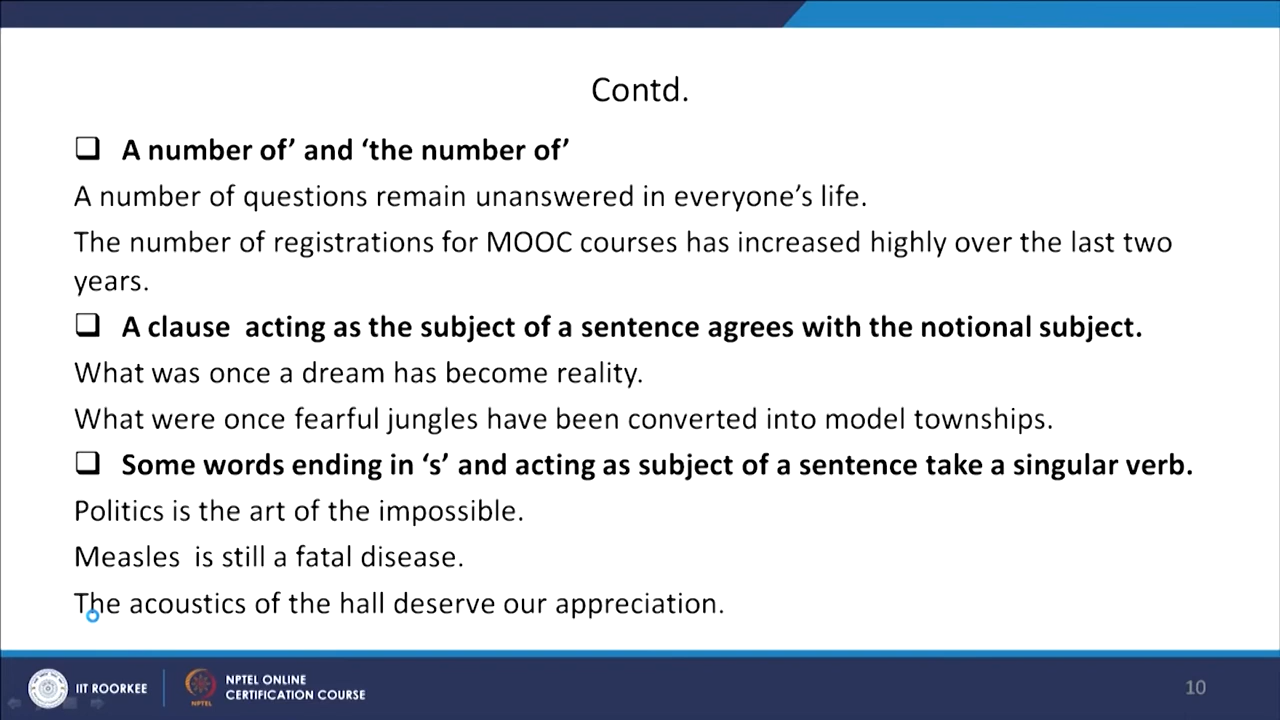 Contd.
❑ A number of’ and ‘the number of’
A number of questions remain unanswered in everyone’s life.
The number of registrations for MOOC courses has increased highly over the last two
years.
❑ A clause acting as the subject of a sentence agrees with the notional subject.
What was once a dream has become reality.
What were once fearful jungles have been converted into model townships.
❑ Some words ending in ‘s’ and acting as subject of a sentence take a singular verb.
Politics is the art of the impossible.
Measles is still a fatal disease.
The acoustics of the hall deserve our appreciation.
IIT ROORKEE
NPTEL
NPTEL ONLINE
CERTIFICATION COURSE
10